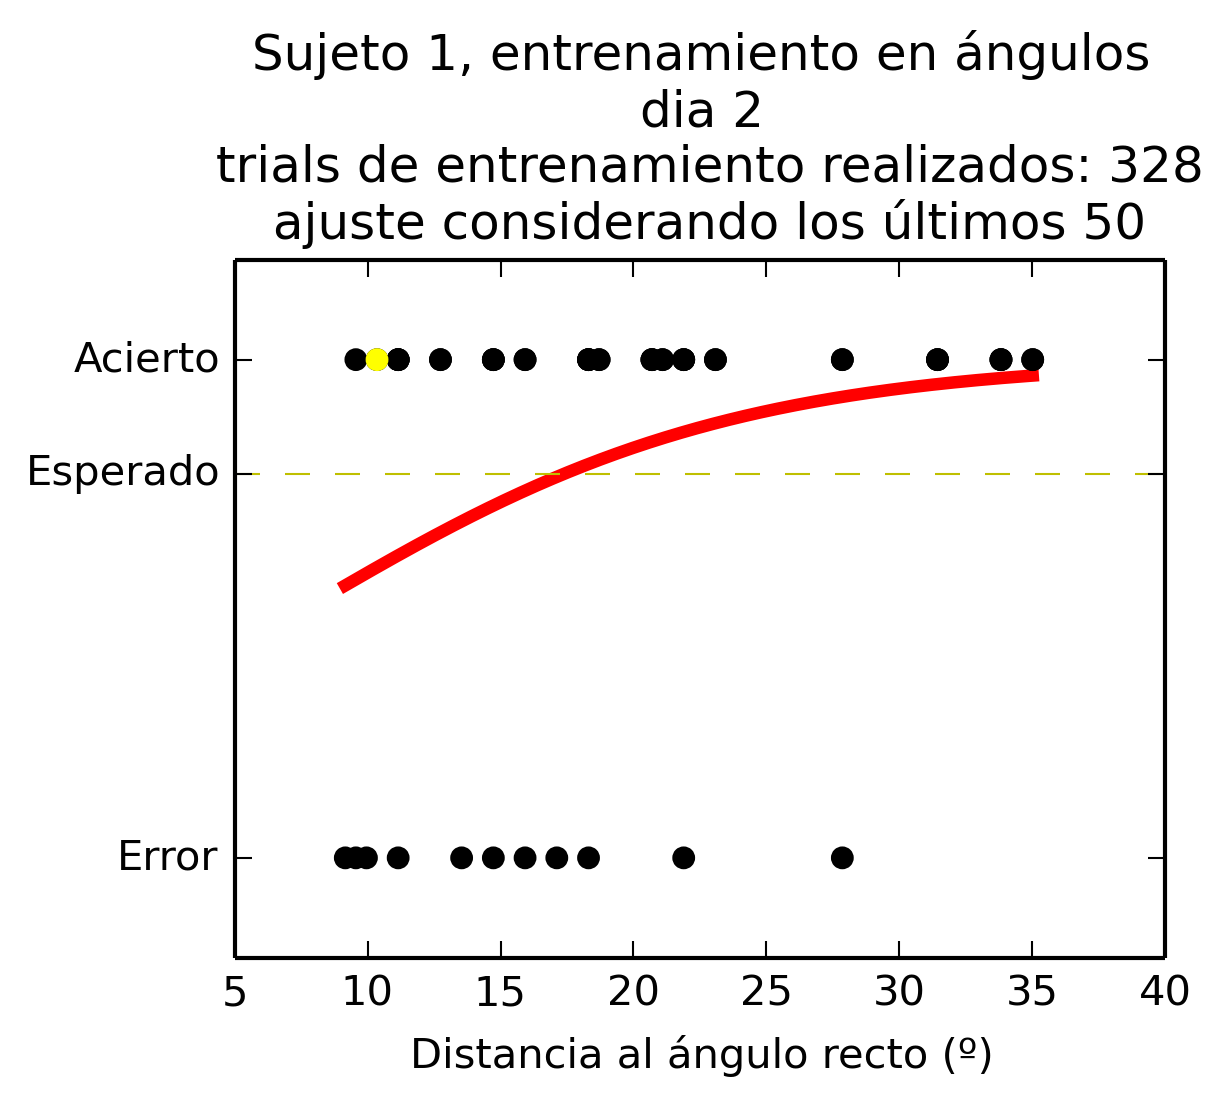 Sujeto 1, entrenamiento en ángulos
dia 2
trials de entrenamiento realizados: 328
ajuste considerando los últimos 50
Acierto
Esperado
Error
5 10 15 20 25 30 35 40
Distancia al ángulo recto (º)